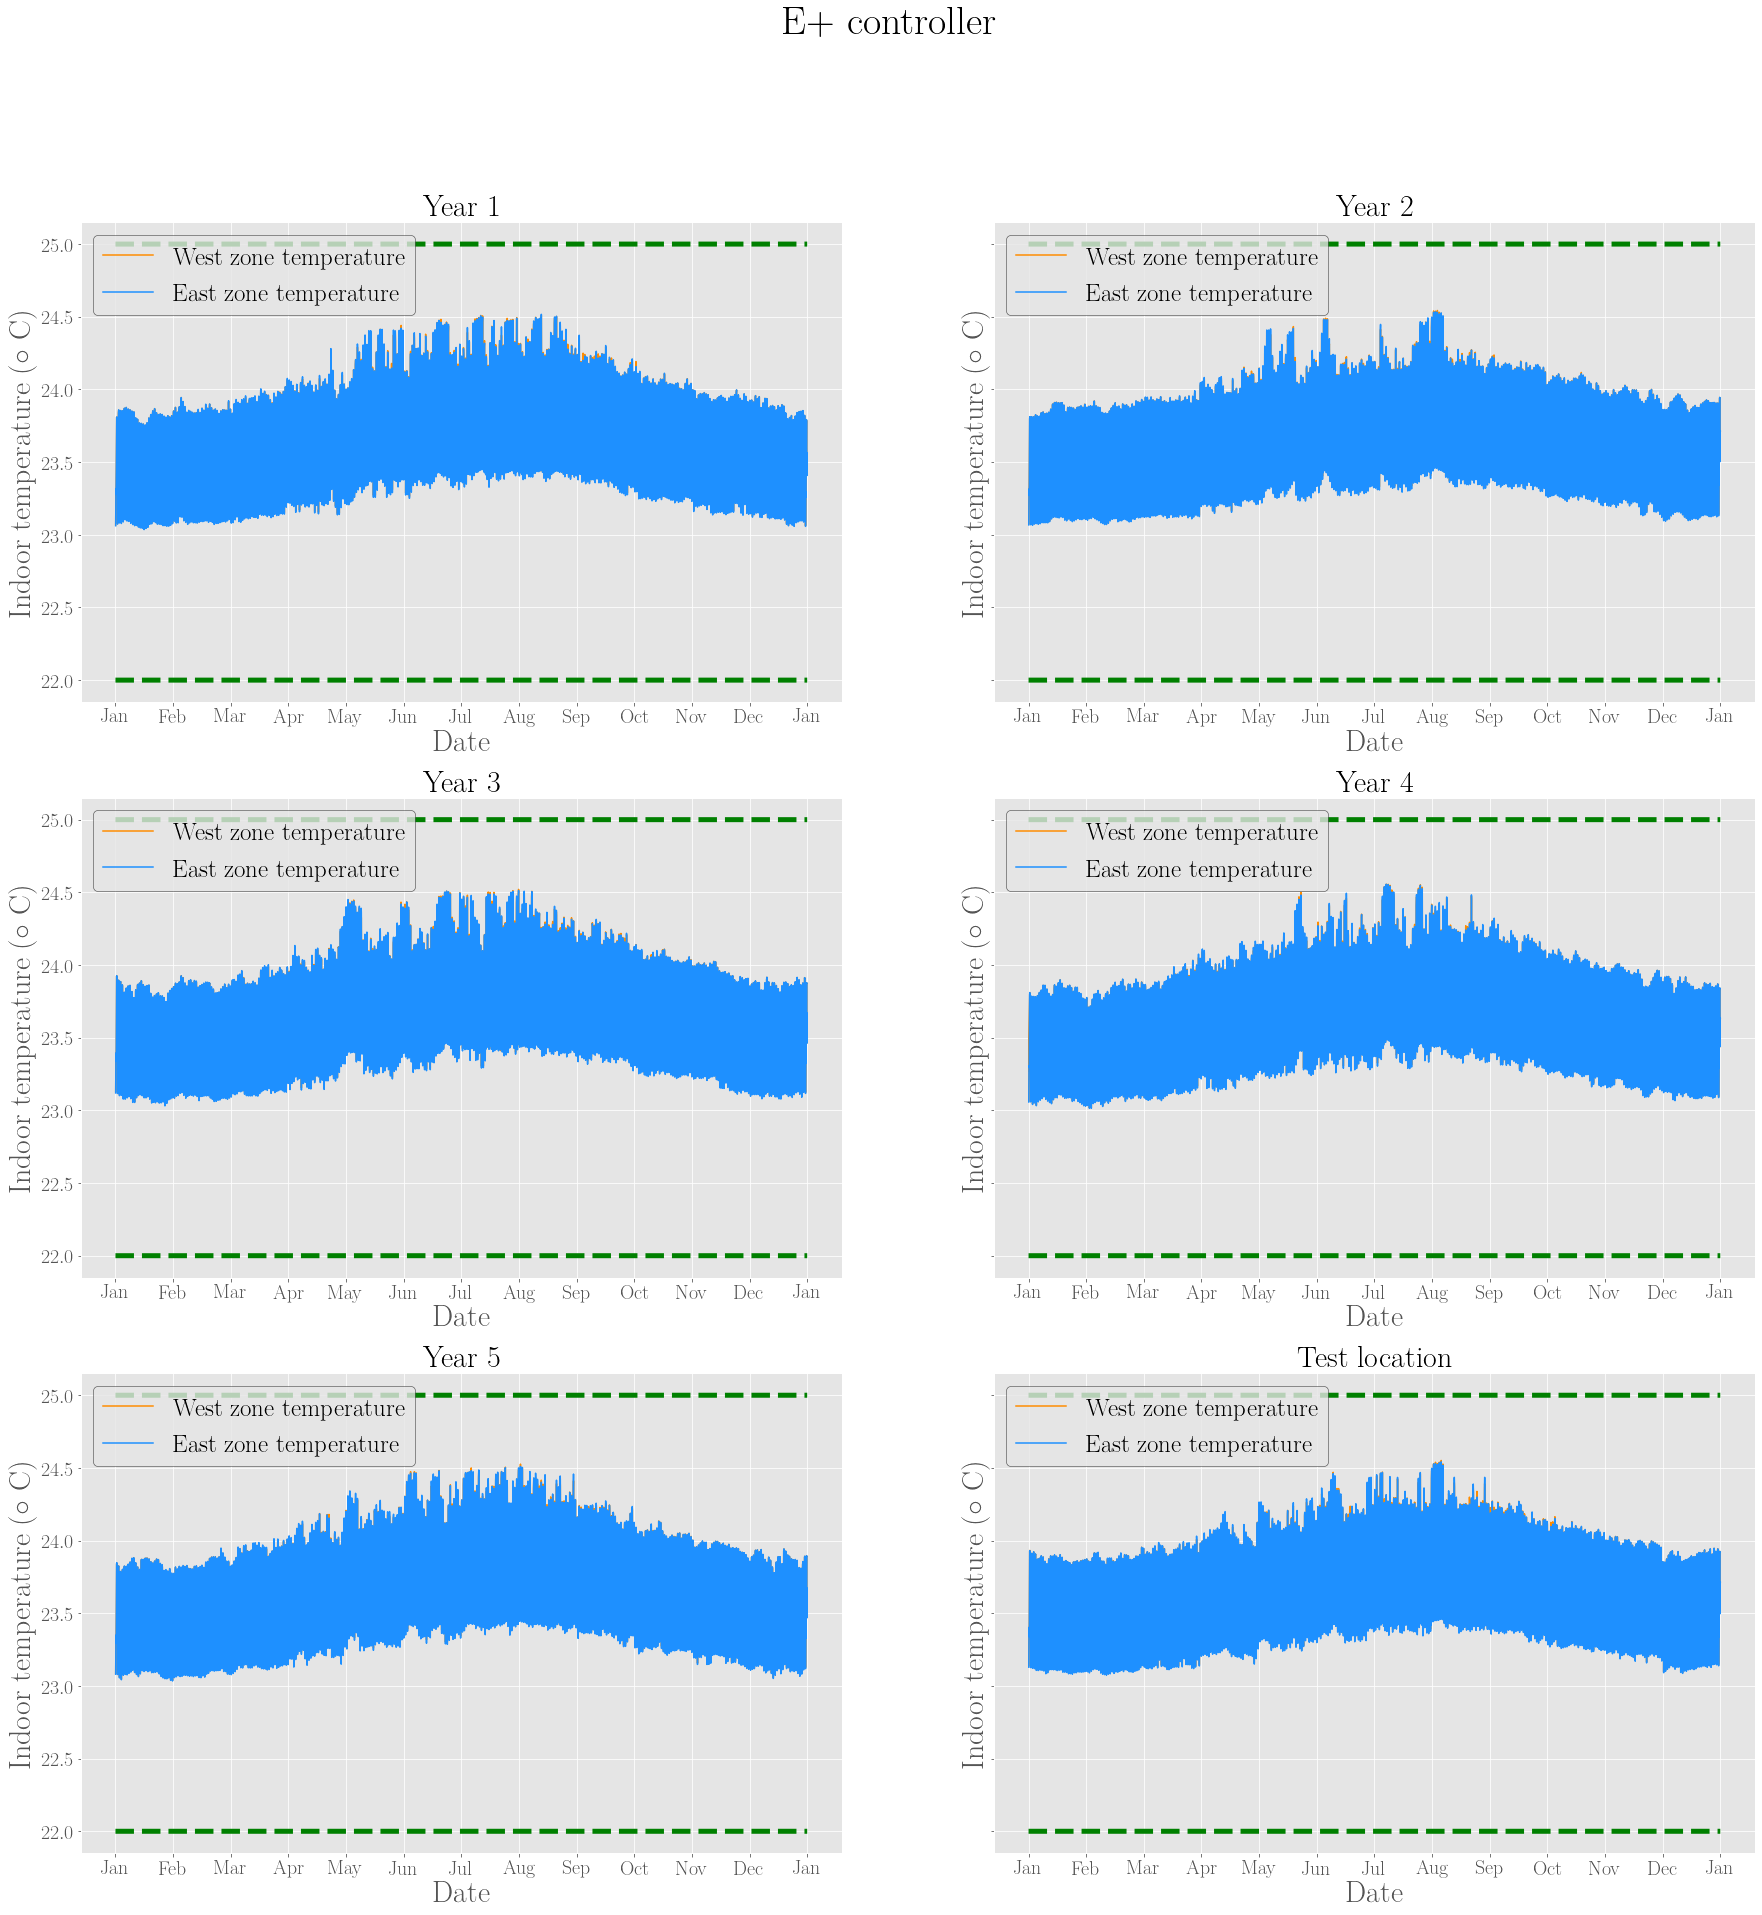 E+ controller
Year 1
Year 2
25.0
24.5
24.0
23.5
23.0
22.5
22.0
Indoor temperature (∘ C)
West zone temperature
East zone temperature
Jan Feb Mar Apr May Jun Jul Aug Sep Oct Nov Dec Jan
Date
Indoor temperature (∘ C)
West zone temperature
East zone temperature
Jan Feb Mar Apr May Jun Jul Aug Sep Oct Nov Dec Jan
Date
Year 3
Year 4
25.0
24.5
24.0
23.5
23.0
22.5
22.0
Indoor temperature (∘ C)
West zone temperature
East zone temperature
Jan Feb Mar Apr May Jun Jul Aug Sep Oct Nov Dec Jan
Date
Indoor temperature (∘ C)
West zone temperature
East zone temperature
Jan Feb Mar Apr May Jun Jul Aug Sep Oct Nov Dec Jan
Date
Year 5
Test location
25.0
24.5
24.0
23.5
23.0
22.5
22.0
Indoor temperature (∘ C)
West zone temperature
East zone temperature
Jan Feb Mar Apr May Jun Jul Aug Sep Oct Nov Dec Jan
Date
Indoor temperature (∘ C)
West zone temperature
East zone temperature
Jan Feb Mar Apr May Jun Jul Aug Sep Oct Nov Dec Jan
Date